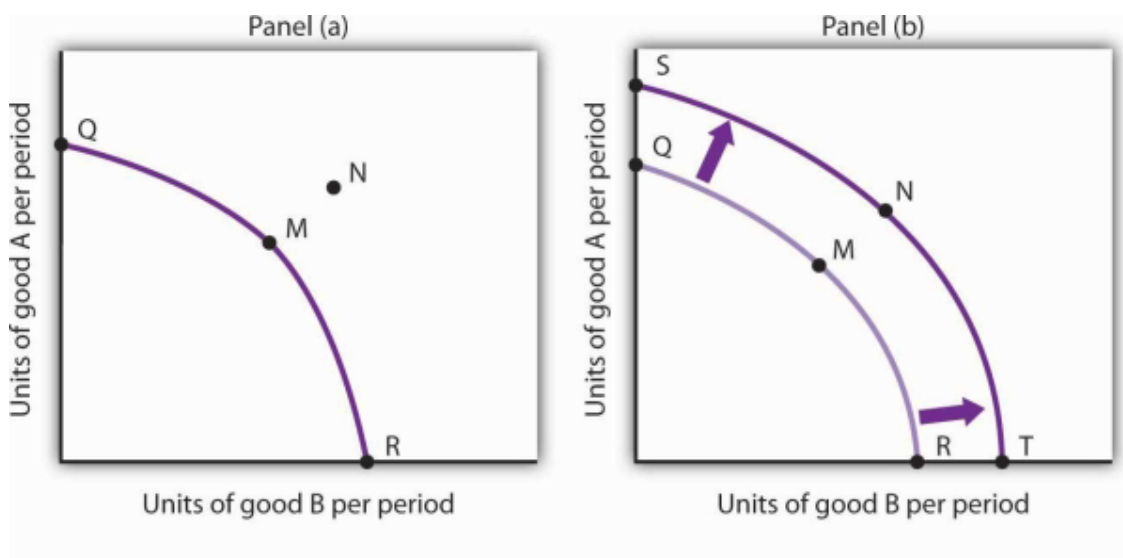 Panel (a)
Units of good A per period
Q
N
M
R
Units of good B per period
Panel (b)
Units of good A per period
S
Q
N
M
R
T
Units of good B per period